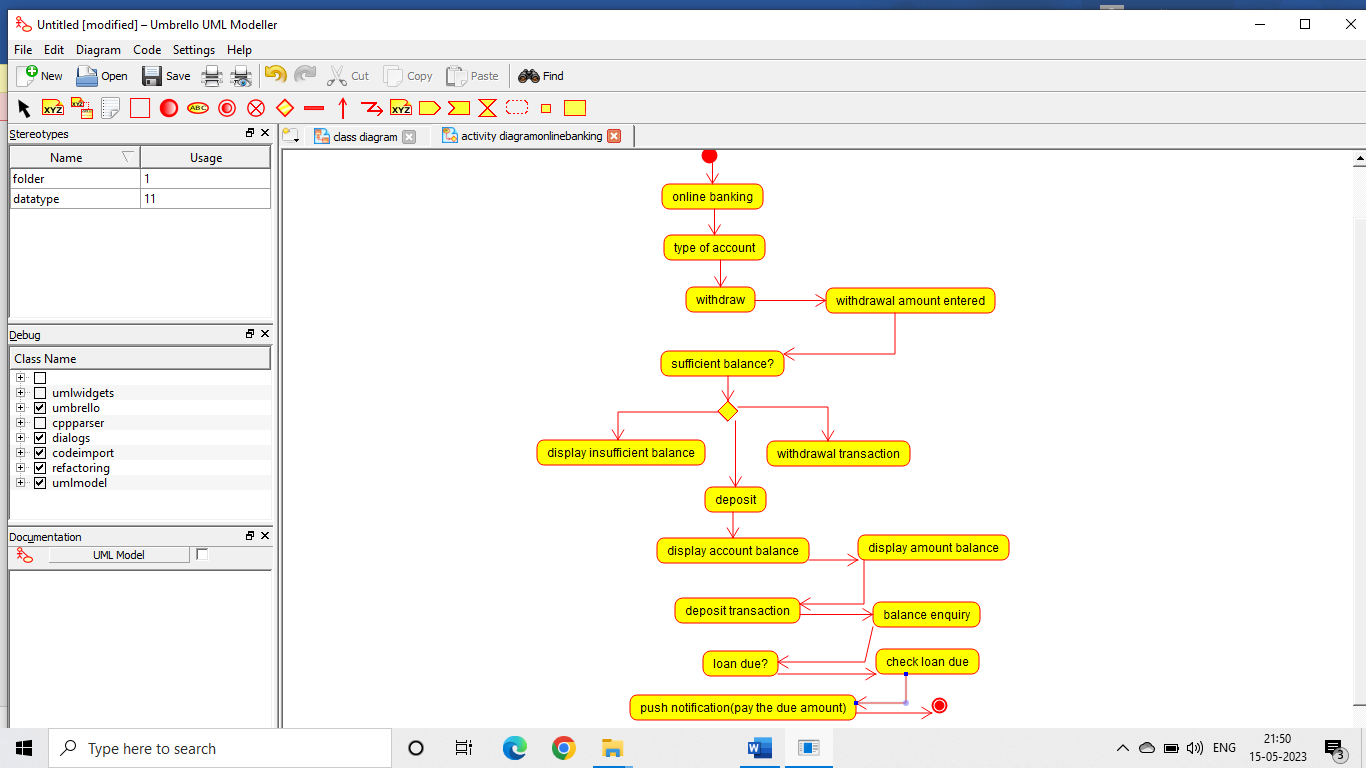 Untitled [modified] – Umbrello UML Modeller
File Edit Diagram Code Settings Help
New Open Save Cut Copy Paste Find
XYZ XYZ ABC XYZ
Stereotypes
Name Usage
folder 1
datatype 11
Debug
Class Name
umlwidgets
umbrello
cppparser
dialogs
codeimport
refactoring
umlmodel
Documentation
UML Model
class diagram
activity diagramonlinebanking
online banking
type of account
withdraw
withdrawal amount entered
sufficient balance?
display insufficient balance
withdrawal transaction
deposit
display account balance
display amount balance
deposit transaction
balance enquiry
loan due?
check loan due
push notification(pay the due amount)
Type here to search
ENG
21:50
15-05-2023
3